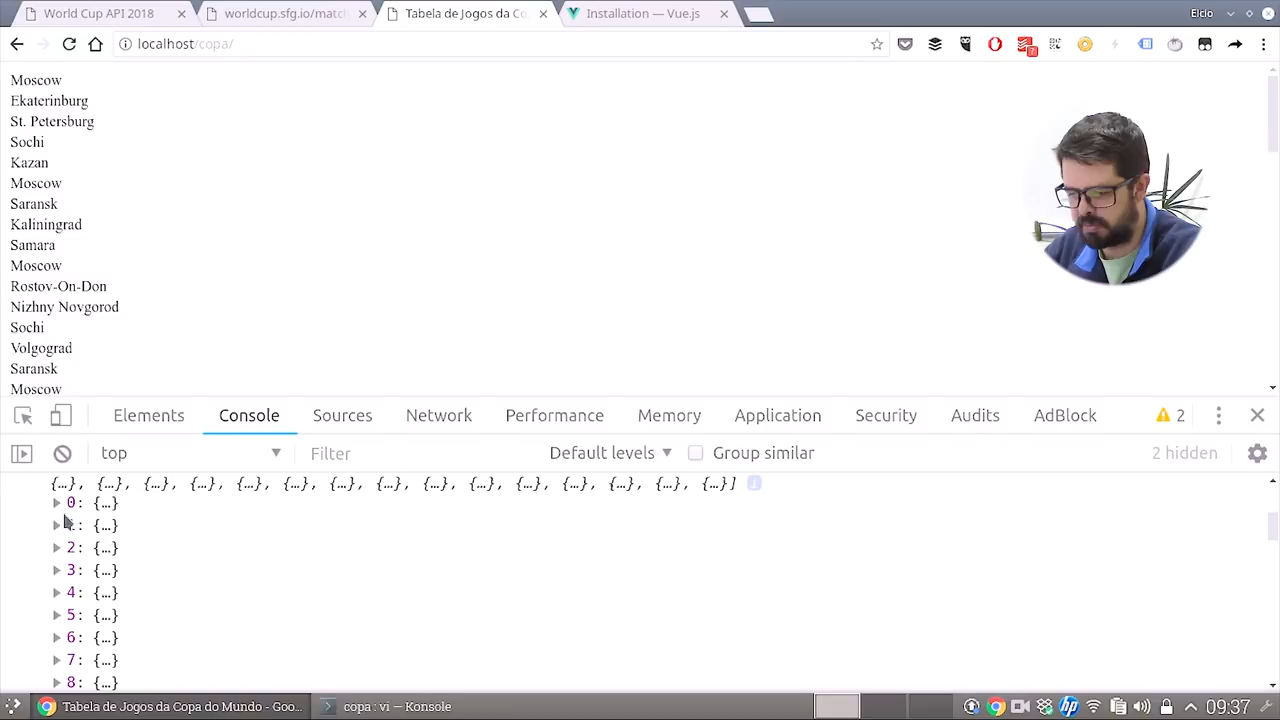 World Cup API 2018
worldcup.sfg.io/match
Tabela de Jogos da Co
Installation — Vue.js
Elcio
localhost/copa/
7
Moscow
Ekaterinburg
St. Petersburg
Sochi
Kazan
Moscow
Saransk
Kaliningrad
Samara
Moscow
Rostov-On-Don
Nizhny Novgorod
Sochi
Volgograd
Saransk
Moscow
Elements Console Sources Network Performance Memory Application Security Audits AdBlock 2
top Filter Default levels Group similar 2 hidden
{…}, {…}, {…}, {…}, {…}, {…}, {…}, {…}, {…}, {…}, {…}, {…}, {…}, {…}, {…}] i
0: {…}
1: {…}
2: {…}
3: {…}
4: {…}
5: {…}
6: {…}
7: {…}
8: {…}
Tabela de Jogos da Copa do Mundo - Goo...
copa : vi — Konsole
hp
09:37